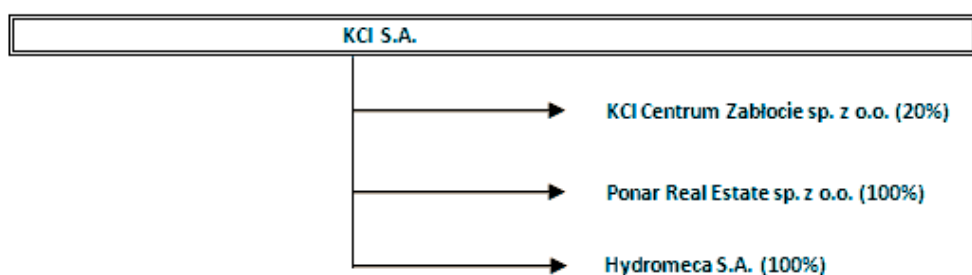 KCI S.A.
KCI Centrum Zabłocie sp. z o.o. (20%)
Ponar Real Estate sp. z o.o. (100%)
Hydromeca S.A. (100%)